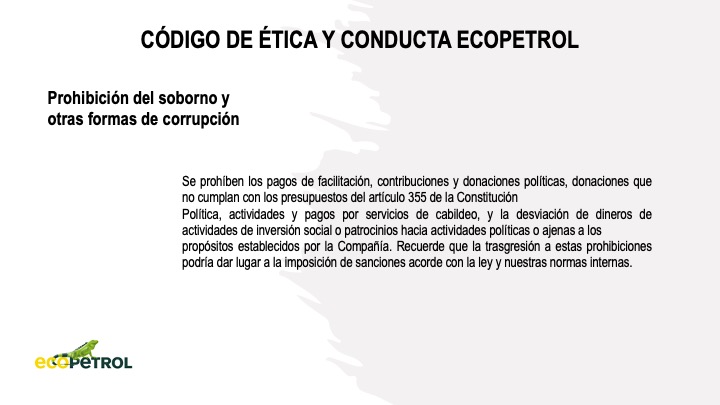 CÓDIGO DE ÉTICA Y CONDUCTA ECOPETROL
Prohibición del soborno y
otras formas de corrupción
Se prohíben los pagos de facilitación, contribuciones y donaciones políticas, donaciones que
no cumplan con los presupuestos del artículo 355 de la Constitución
Política, actividades y pagos por servicios de cabildeo, y la desviación de dineros de
actividades de inversión social o patrocinios hacia actividades políticas o ajenas a los
propósitos establecidos por la Compañía. Recuerde que la trasgresión a estas prohibiciones
podría dar lugar a la imposición de sanciones acorde con la ley y nuestras normas internas.
ecoPETROL